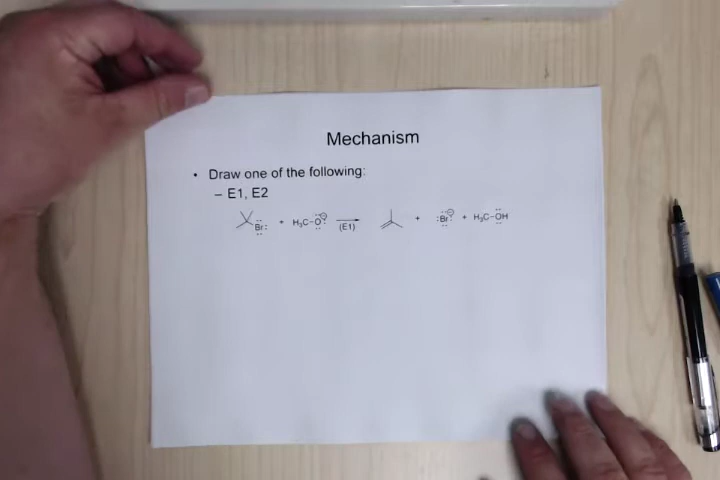 Mechanism
• Draw one of the following:
– E1, E2
Br: + H₃C-O:⊖ (E1) + :Br:⊖ + H₃C-OH